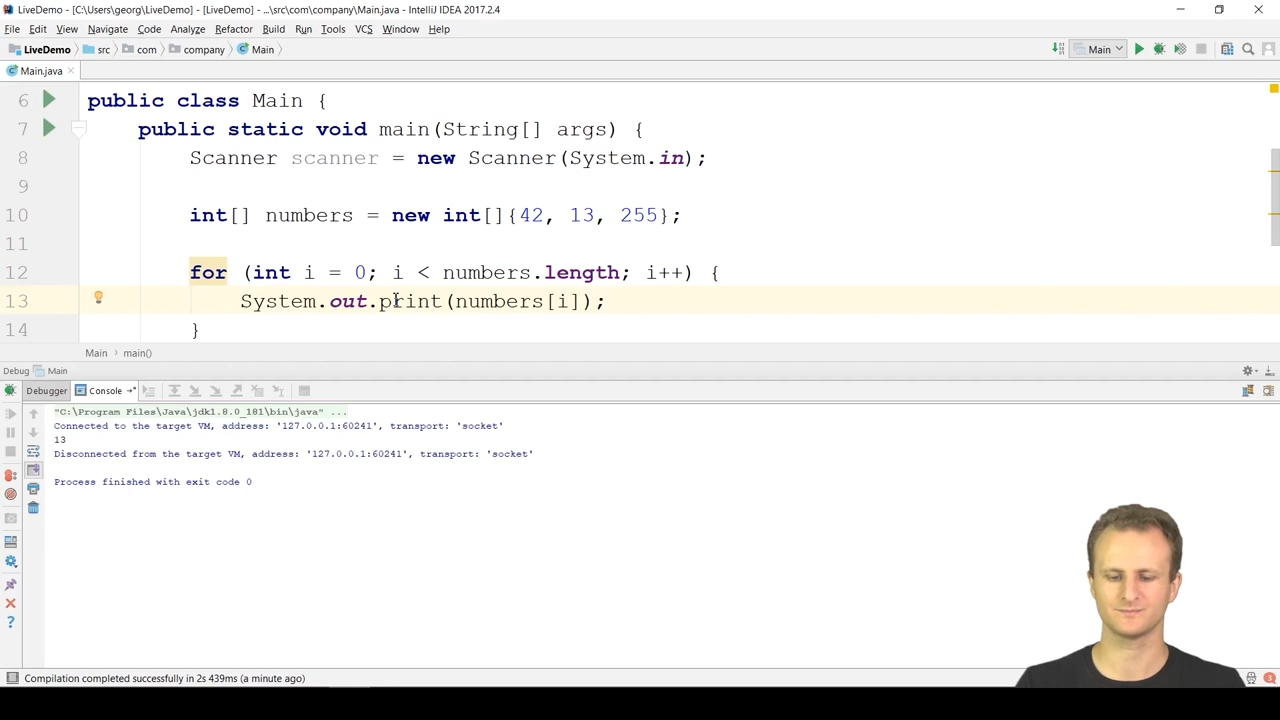 LiveDemo - [C:\Users\georg\LiveDemo] - [LiveDemo] - ...\src\com\company\Main.java - IntelliJ IDEA 2017.2.4
File Edit View Navigate Code Analyze Refactor Build Run Tools VCS Window Help
LiveDemo src com company Main Main
Main.java
6 public class Main {
7 public static void main(String[] args) {
8 Scanner scanner = new Scanner(System.in);
9
10 int[] numbers = new int[]{42, 13, 255};
11
12 for (int i = 0; i < numbers.length; i++) {
13 System.out.print(numbers[i]);
14 }
Main main()
Debug Main
Debugger Console
"C:\Program Files\Java\jdk1.8.0_181\bin\java" ...
Connected to the target VM, address: '127.0.0.1:60241', transport: 'socket'
13
Disconnected from the target VM, address: '127.0.0.1:60241', transport: 'socket'
Process finished with exit code 0
Compilation completed successfully in 2s 439ms (a minute ago)